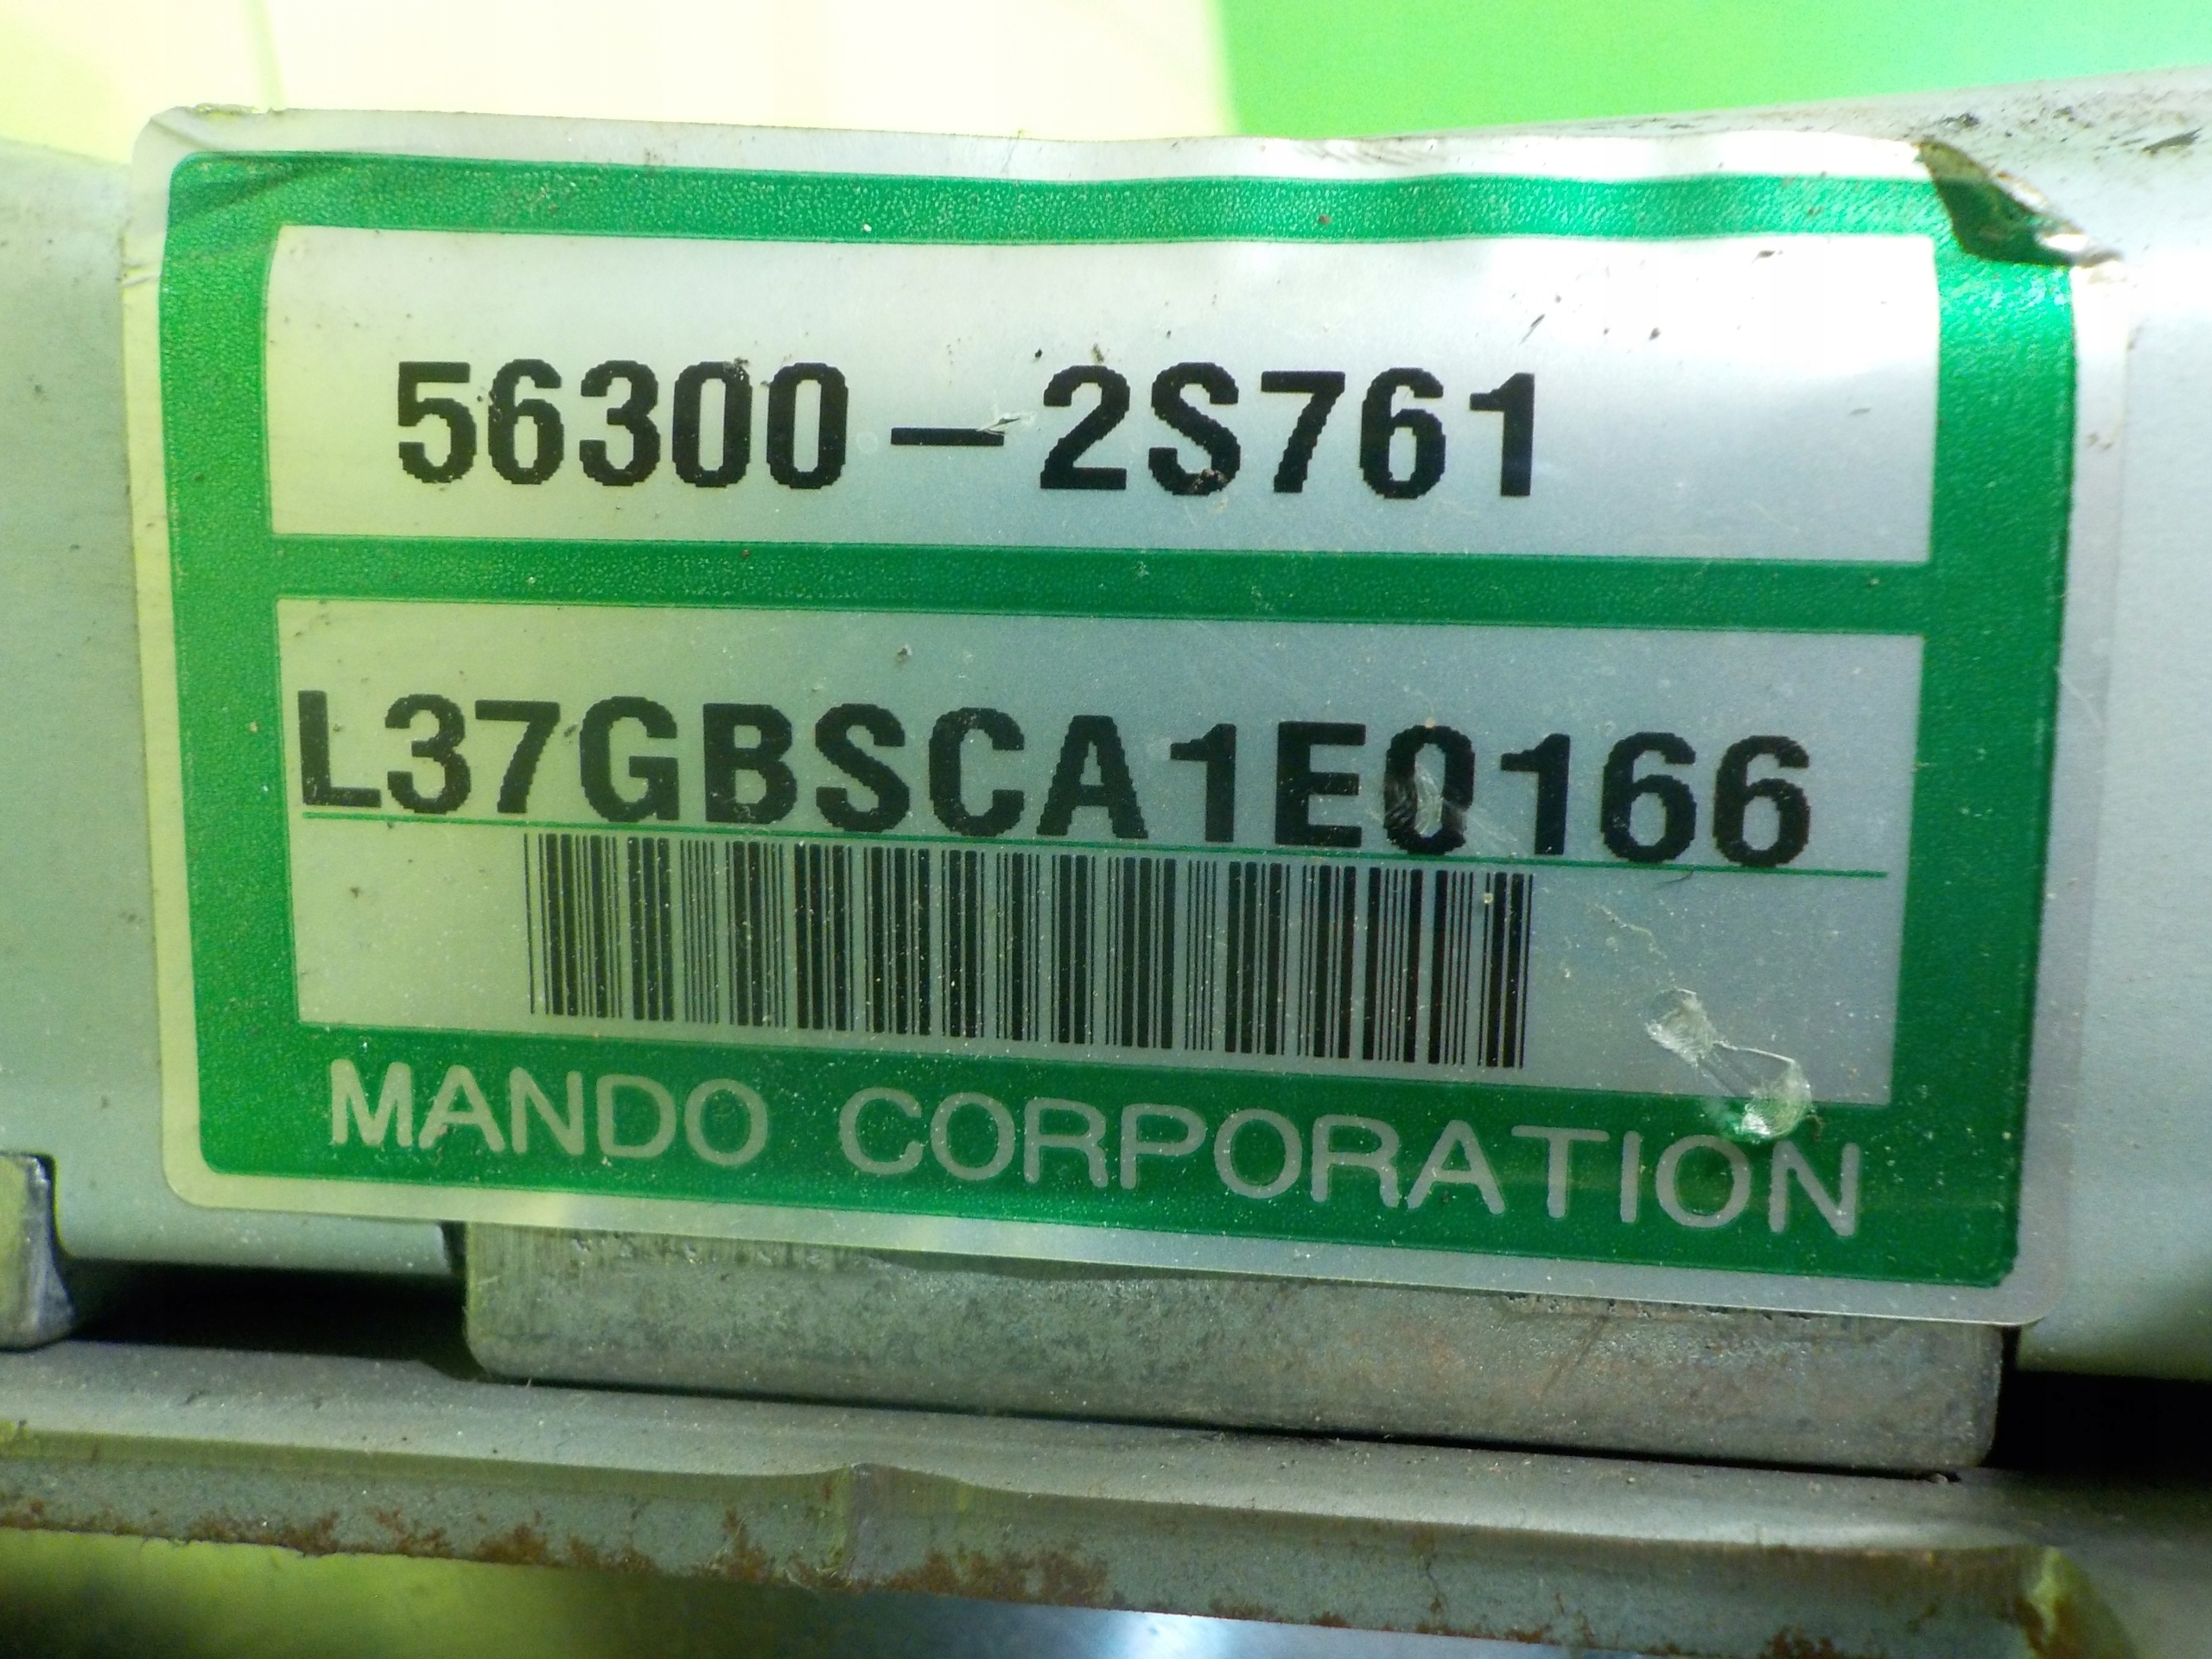 56300-2S761
L37GBSCA1E0166
MANDO CORPORATION